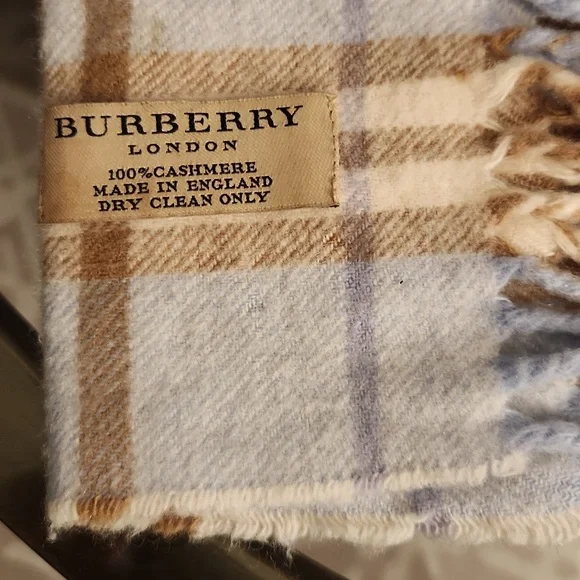 BURBERRY
LONDON
100%CASHMERE
MADE IN ENGLAND
DRY CLEAN ONLY